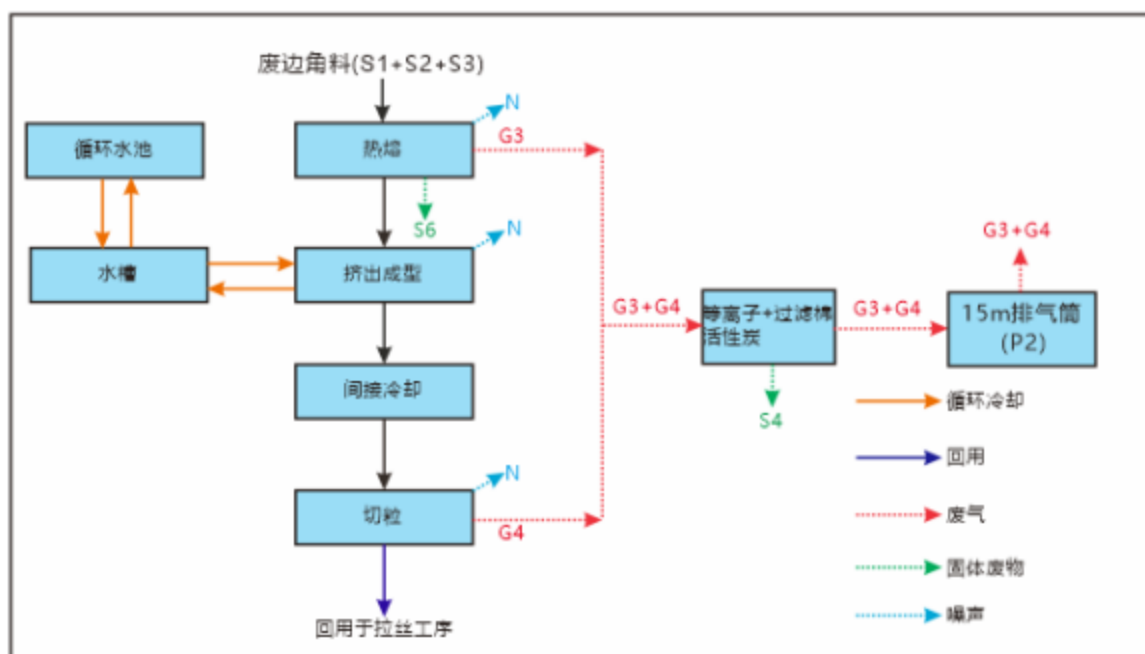 废边角料(S1+S2+S3)
N
循环水池
热熔
G3
S6
N
水槽
挤出成型
G3+G4
G3+G4
等离子+过滤棉
活性炭
G3+G4
15m排气筒
(P2)
间接冷却
S4
循环冷却
回用
N
切粒
G4
废气
固体废物
噪声
回用于拉丝工序